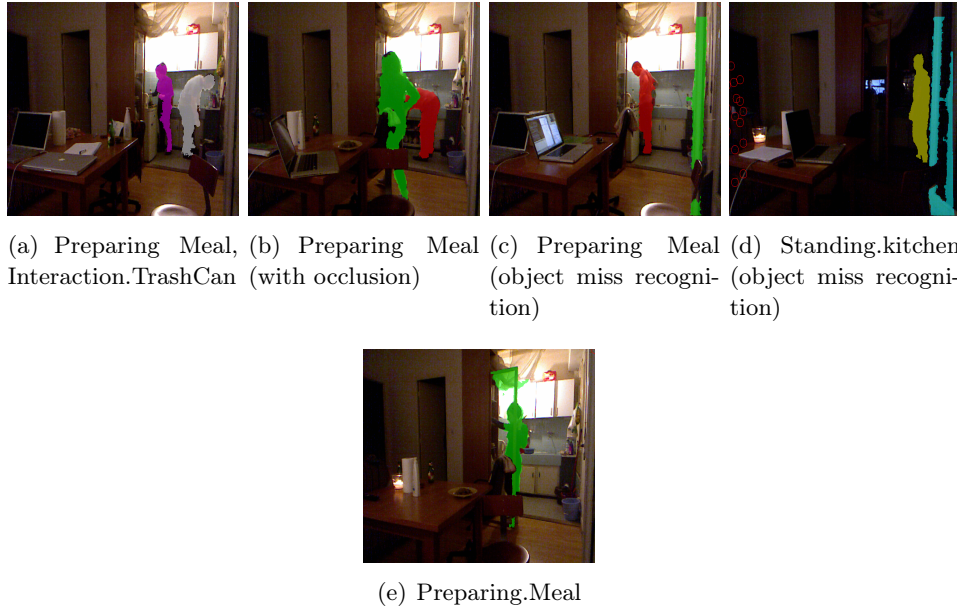 (a) Preparing Meal,
Interaction.TrashCan
(b) Preparing Meal
(with occlusion)
(c) Preparing Meal
(object miss recogni-
tion)
(d) Standing.kitchen
(object miss recogni-
tion)
(e) Preparing.Meal